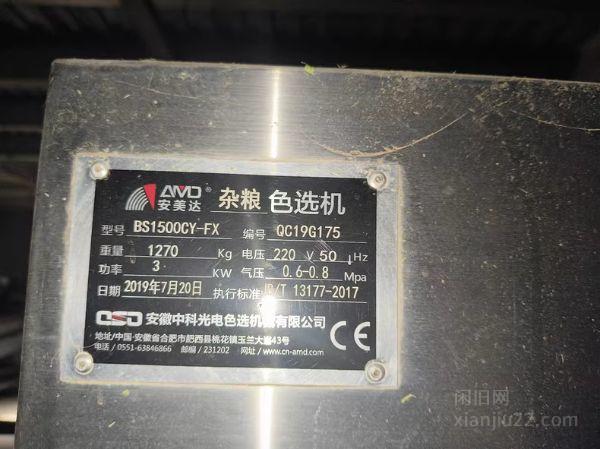 AMD® 安美达 杂粮 色选机
型号 BS1500CY-FX 编号 QC19G175
重量 1270 Kg 电压 220 V 50 Hz
功率 3 KW 气压 0.6-0.8 Mpa
日期 2019年7月20日 执行标准 /T 13177-2017
安徽中科光电色选机械有限公司 CE
地址/中国·安徽省合肥市肥西县桃花镇玉兰大道43号
电话 / 0551-63846866 邮编 / 231202 网址 / www.cn-amd.com
闲旧网
xianjiu22.com